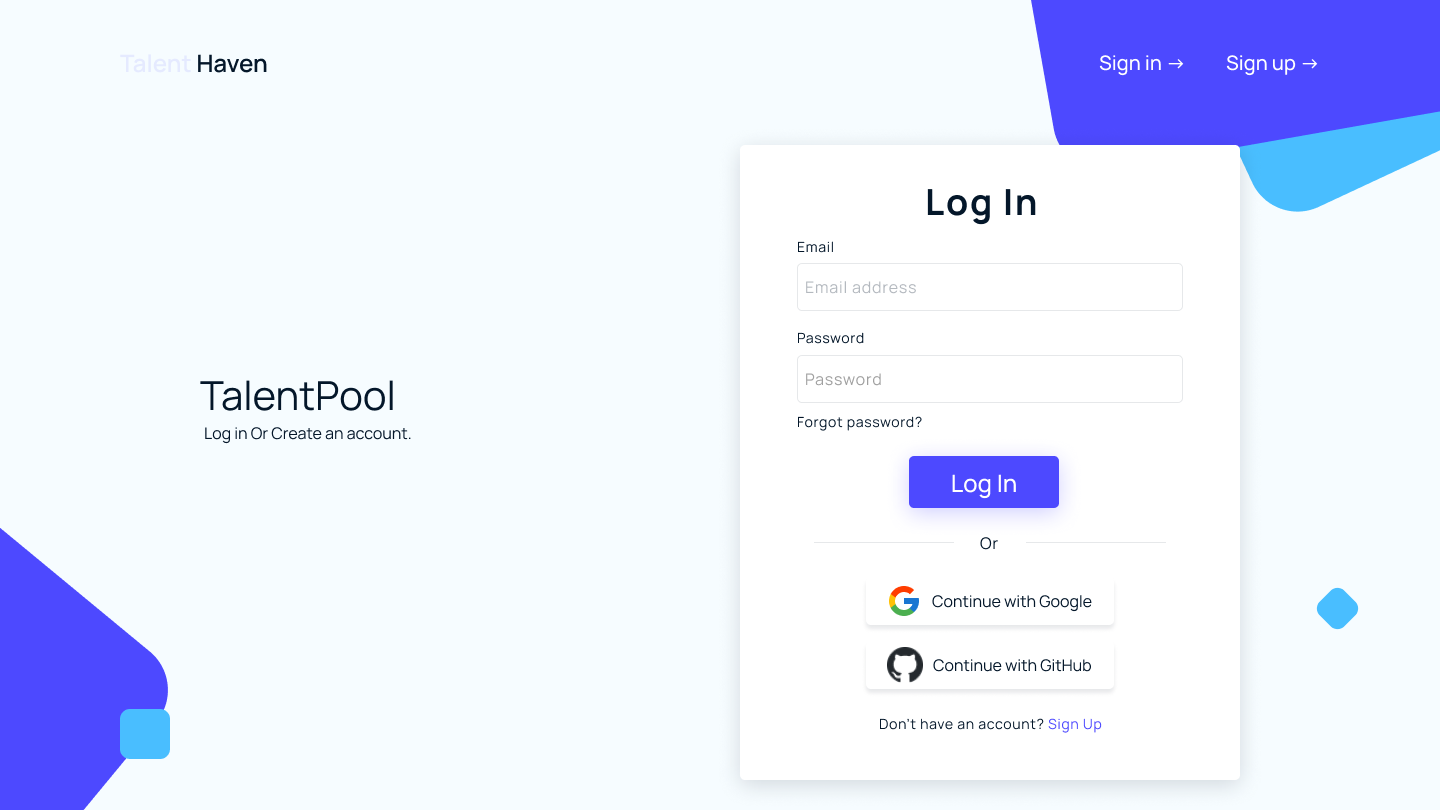 Talent Haven
Sign in →
Sign up →
Log In
Email
Email address
Password
Password
Forgot password?
TalentPool
Log in Or Create an account.
Log In
Or
Continue with Google
Continue with GitHub
Don't have an account? Sign Up